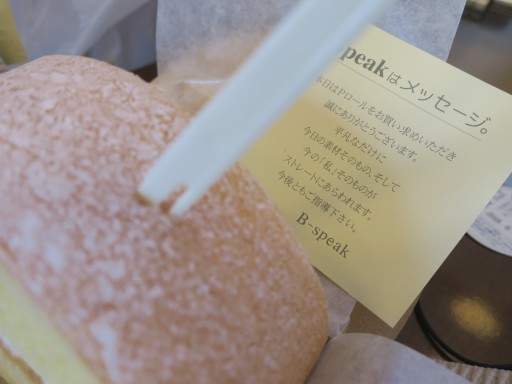 peakはメッセージ。
本日はPロールをお買い求めいただき
誠にありがとうございます。
平凡なだけに
今日の素材そのもの、そして
今の「私」そのものが
ストレートにあらわれます。
今後ともご指導下さい。
B-speak